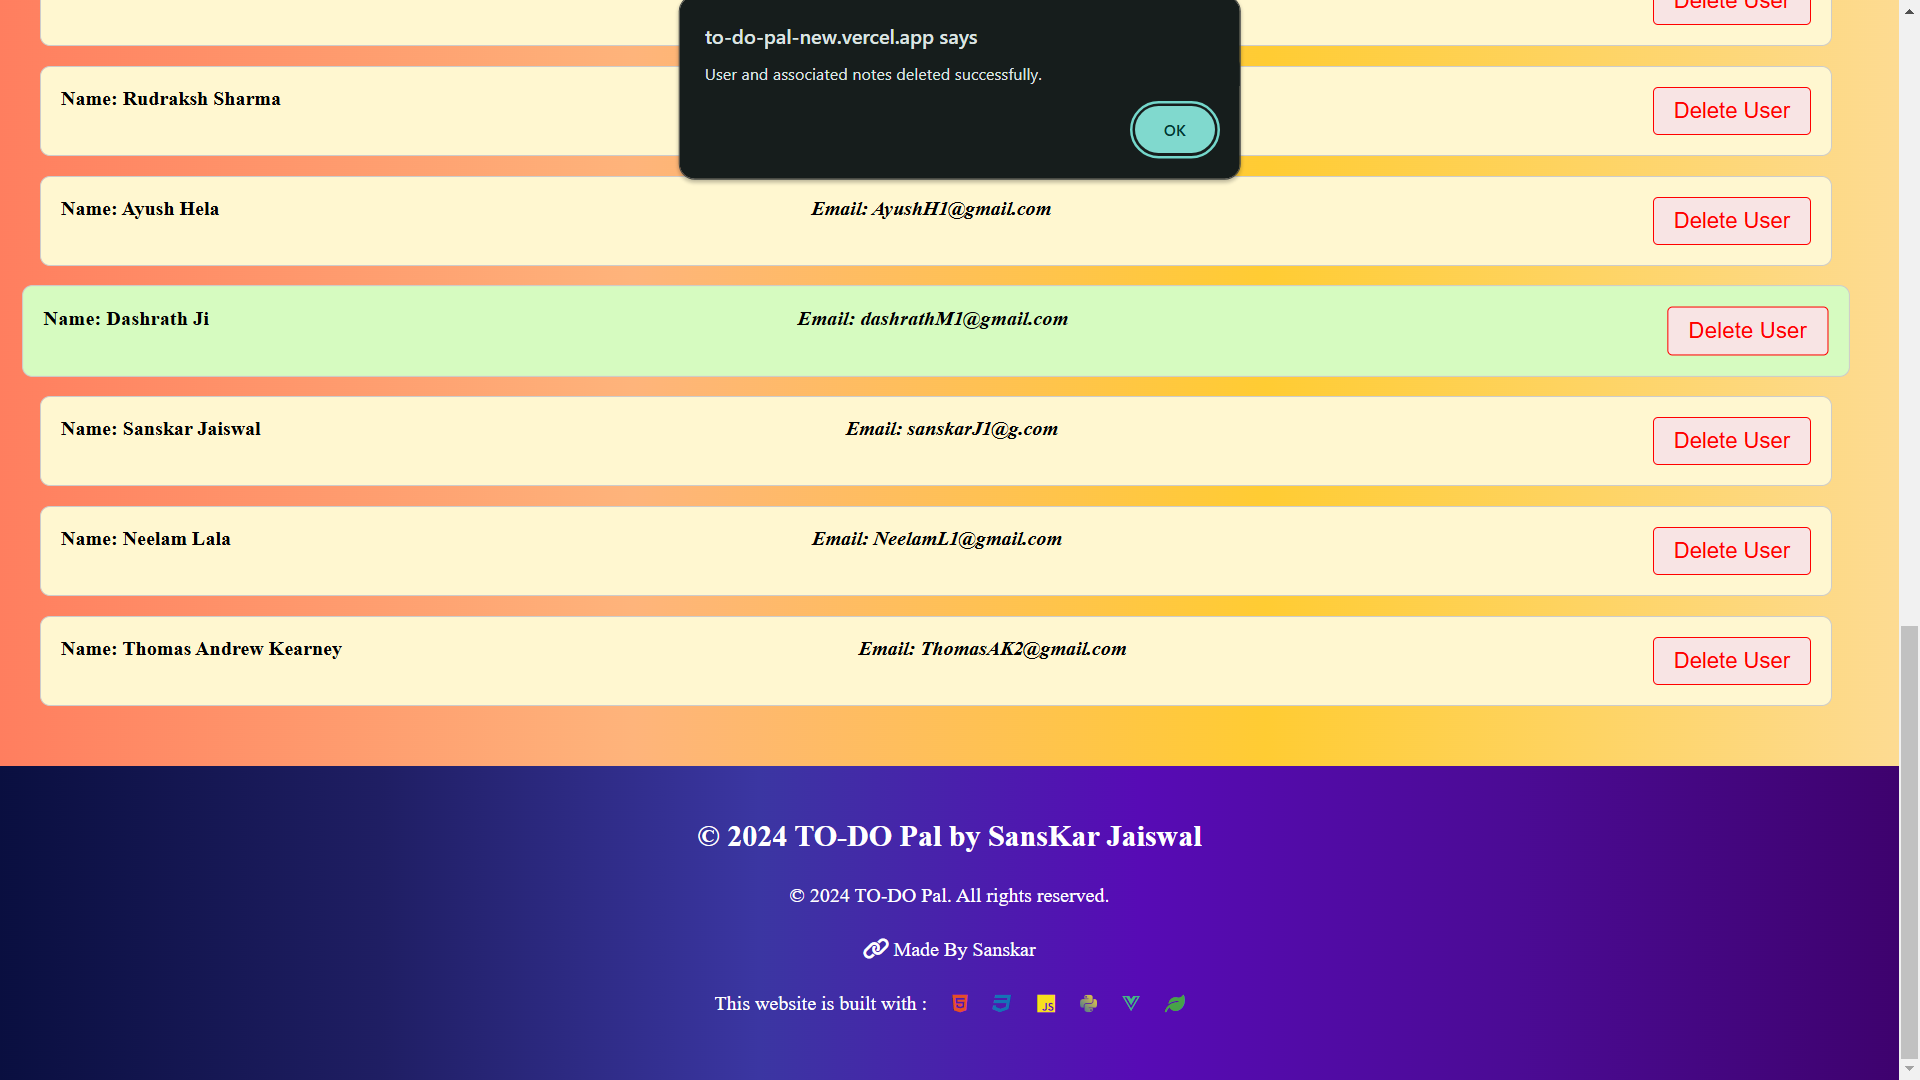 Delete User
to-do-pal-new.vercel.app says
User and associated notes deleted successfully.
OK
Name: Rudraksh Sharma
Delete User
Name: Ayush Hela Email: AyushH1@gmail.com Delete User
Name: Dashrath Ji Email: dashrathM1@gmail.com Delete User
Name: Sanskar Jaiswal Email: sanskarJ1@g.com Delete User
Name: Neelam Lala Email: NeelamL1@gmail.com Delete User
Name: Thomas Andrew Kearney Email: ThomasAK2@gmail.com Delete User
© 2024 TO-DO Pal by SansKar Jaiswal
© 2024 TO-DO Pal. All rights reserved.
Made By Sanskar
This website is built with : 5 3 JS